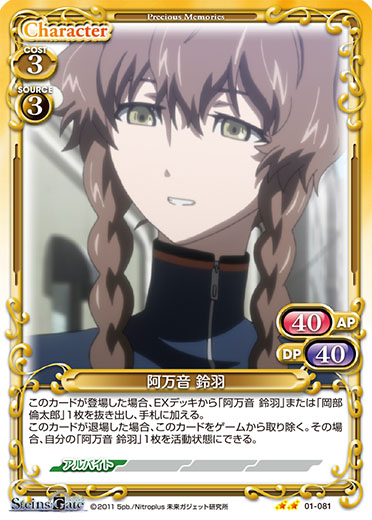 Precious Memories
Character
COST
3
SOURCE
3
40 AP
DP 40
阿万音 鈴羽
このカードが登場した場合、EXデッキから「阿万音 鈴羽」または「岡部
倫太郎」1枚を抜き出し、手札に加える。
このカードが退場した場合、このカードをゲームから取り除く。その場
合、自分の「阿万音 鈴羽」1枚を活動状態にできる。
アルバイト
Steins;Gate
©2011 5pb./Nitroplus 未来ガジェット研究所
★★ 01-081